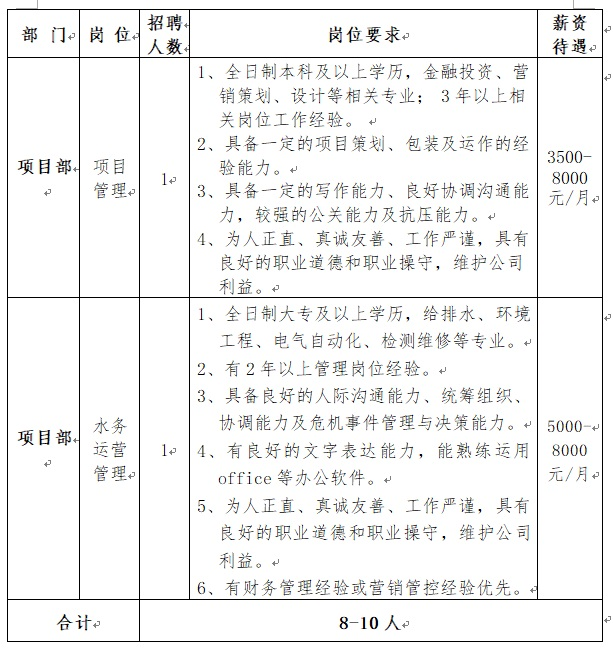 部 门 岗 位 招聘人数 岗位要求 薪资待遇
项目部 项目管理 1
1、全日制本科及以上学历，金融投资、营
销策划、设计等相关专业； 3年以上相
关岗位工作经验。
2、具备一定的项目策划、包装及运作的经
验能力。
3、具备一定的写作能力、良好协调沟通能
力，较强的公关能力及抗压能力。
4、为人正直、真诚友善、工作严谨，具有
良好的职业道德和职业操守，维护公司
利益。
3500-
8000
元/月
项目部 水务运营管理 1
1、全日制大专及以上学历，给排水、环境
工程、电气自动化、检测维修等专业。
2、有2年以上管理岗位经验。
3、具备良好的人际沟通能力、统筹组织、
协调能力及危机事件管理与决策能力。
4、有良好的文字表达能力，能熟练运用
office等办公软件。
5、为人正直、真诚友善、工作严谨，具有
良好的职业道德和职业操守，维护公司
利益。
6、有财务管理经验或营销管控经验优先。
5000-
8000
元/月
合计 8-10人